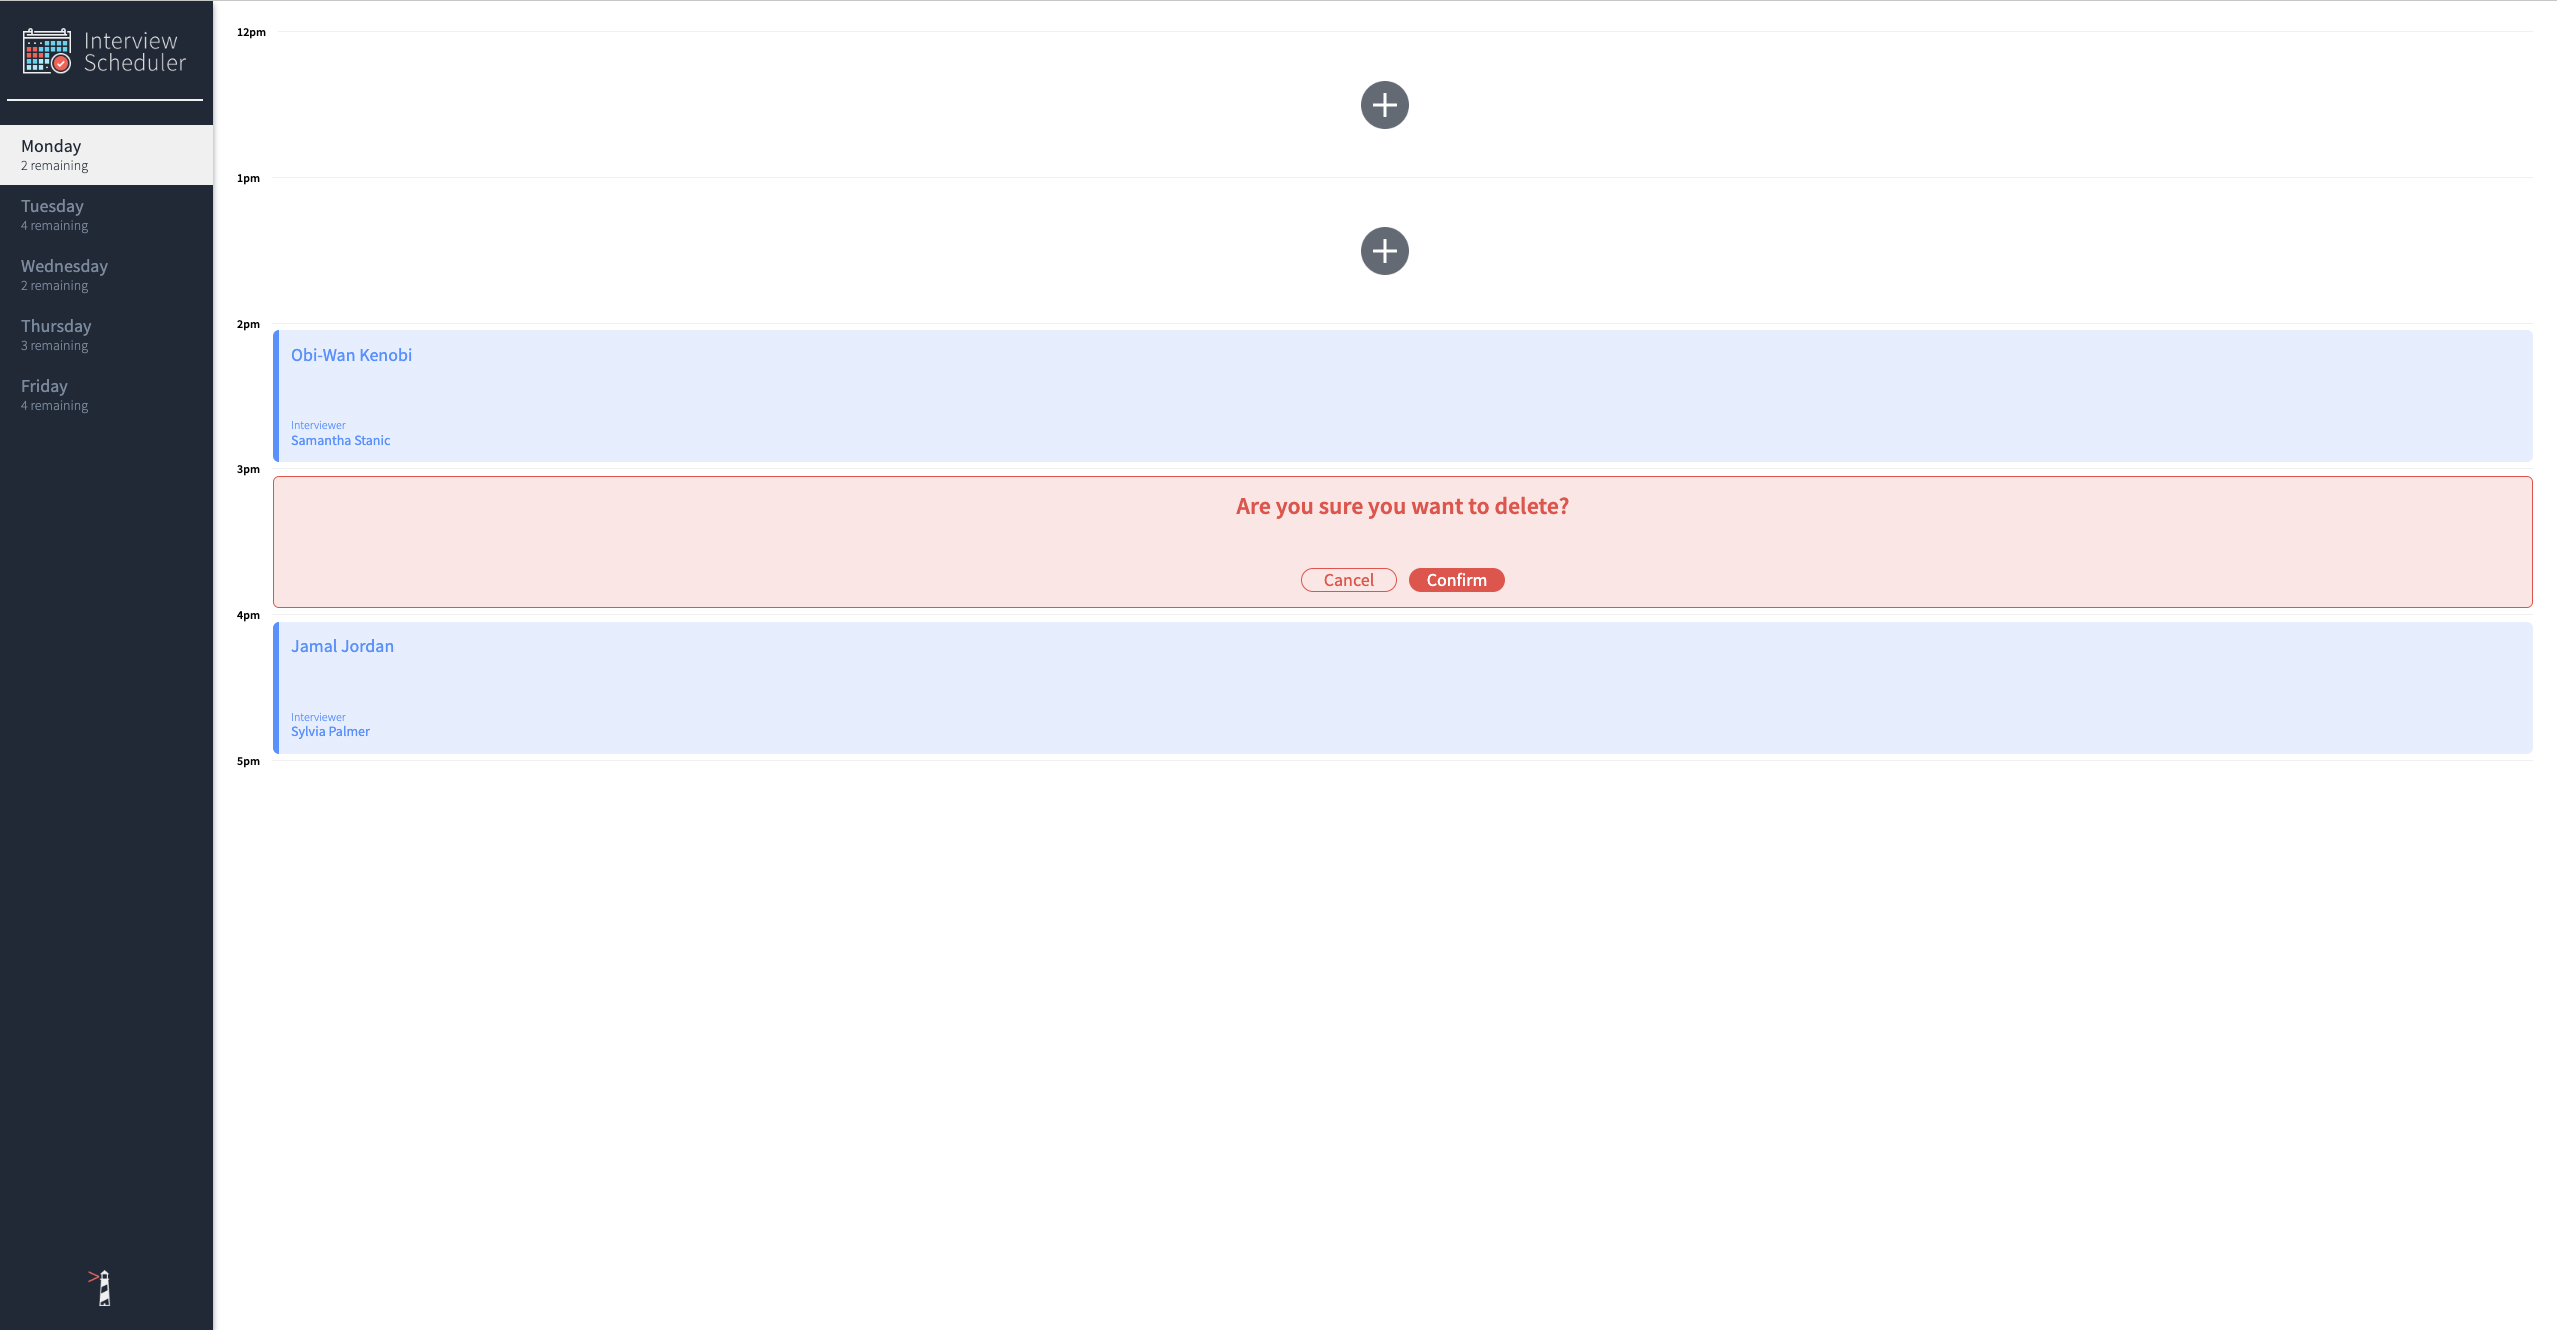 Interview
Scheduler
Monday
2 remaining
Tuesday
4 remaining
Wednesday
2 remaining
Thursday
3 remaining
Friday
4 remaining
12pm
1pm
2pm
Obi-Wan Kenobi
Interviewer
Samantha Stanic
3pm
Are you sure you want to delete?
Cancel Confirm
4pm
Jamal Jordan
Interviewer
Sylvia Palmer
5pm